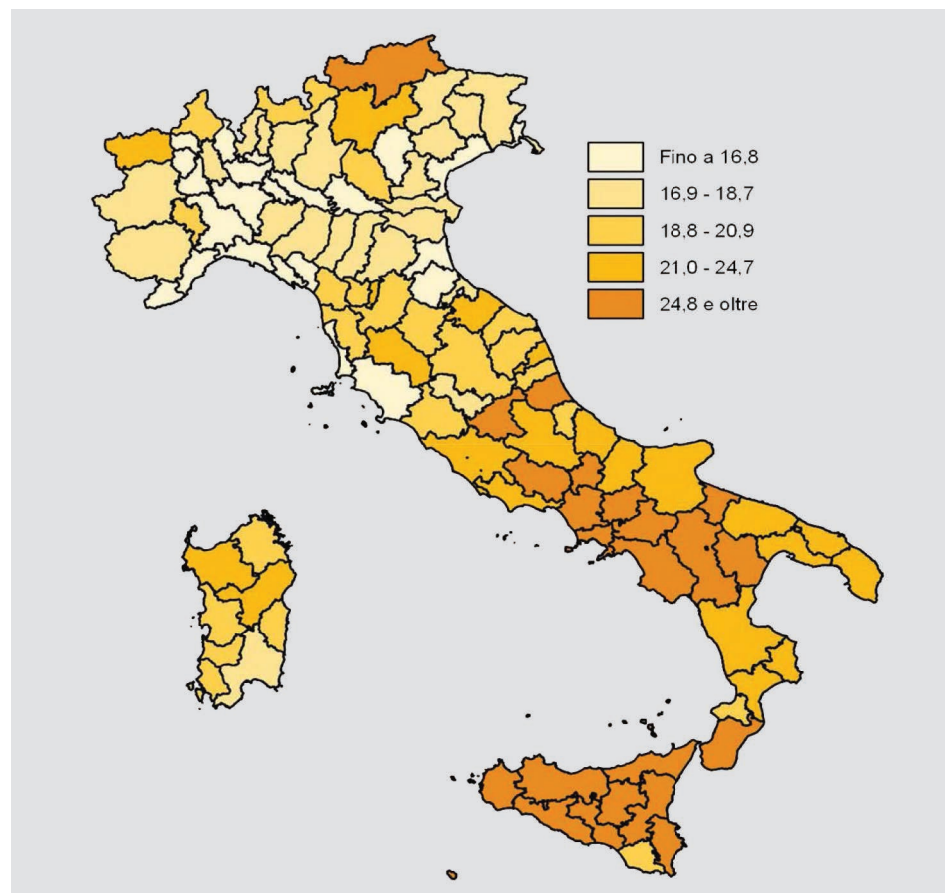 Fino a 16,8
16,9 - 18,7
18,8 - 20,9
21,0 - 24,7
24,8 e oltre